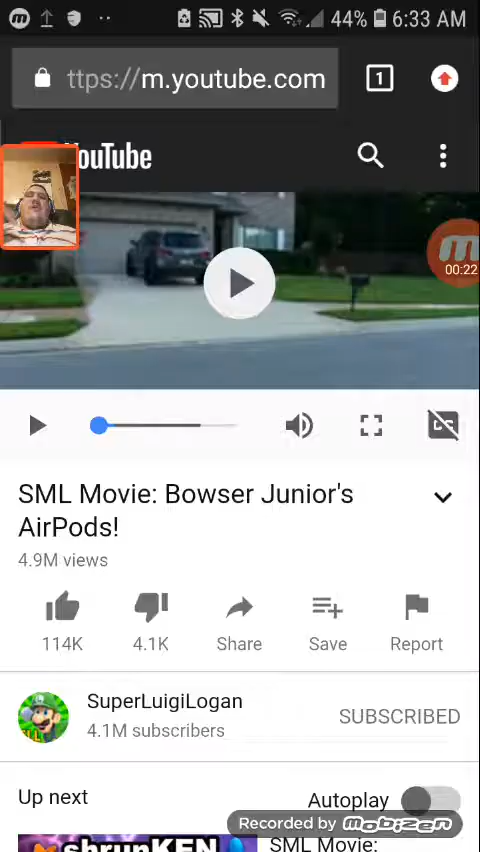 44% 6:33 AM
ttps://m.youtube.com
1
YouTube
00:22
SML Movie: Bowser Junior's
AirPods!
4.9M views
114K
4.1K
Share
Save
Report
SuperLuigiLogan
4.1M subscribers
SUBSCRIBED
Up next
Autoplay
Recorded by mobizen
shrunKEN
SML Movie: